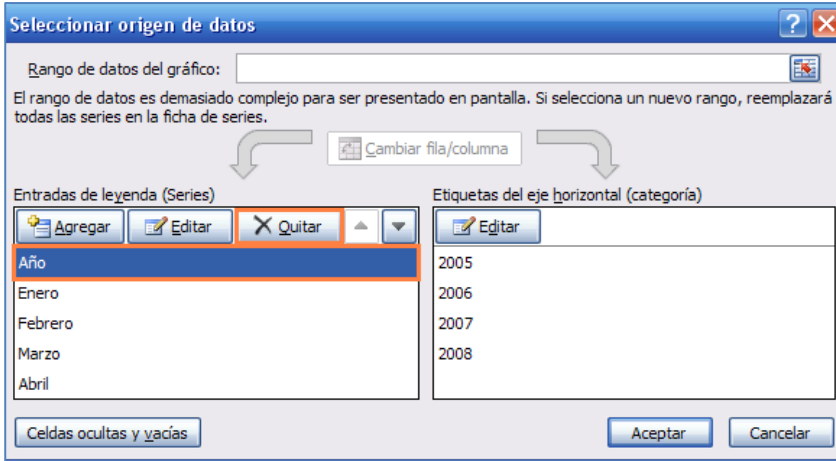 Seleccionar origen de datos
Rango de datos del gráfico:
El rango de datos es demasiado complejo para ser presentado en pantalla. Si selecciona un nuevo rango, reemplazará
todas las series en la ficha de series.
Cambiar fila/columna
Entradas de leyenda (Series)
Agregar Editar Quitar
Año
Enero
Febrero
Marzo
Abril
Etiquetas del eje horizontal (categoría)
Editar
2005
2006
2007
2008
Celdas ocultas y vacías
Aceptar Cancelar